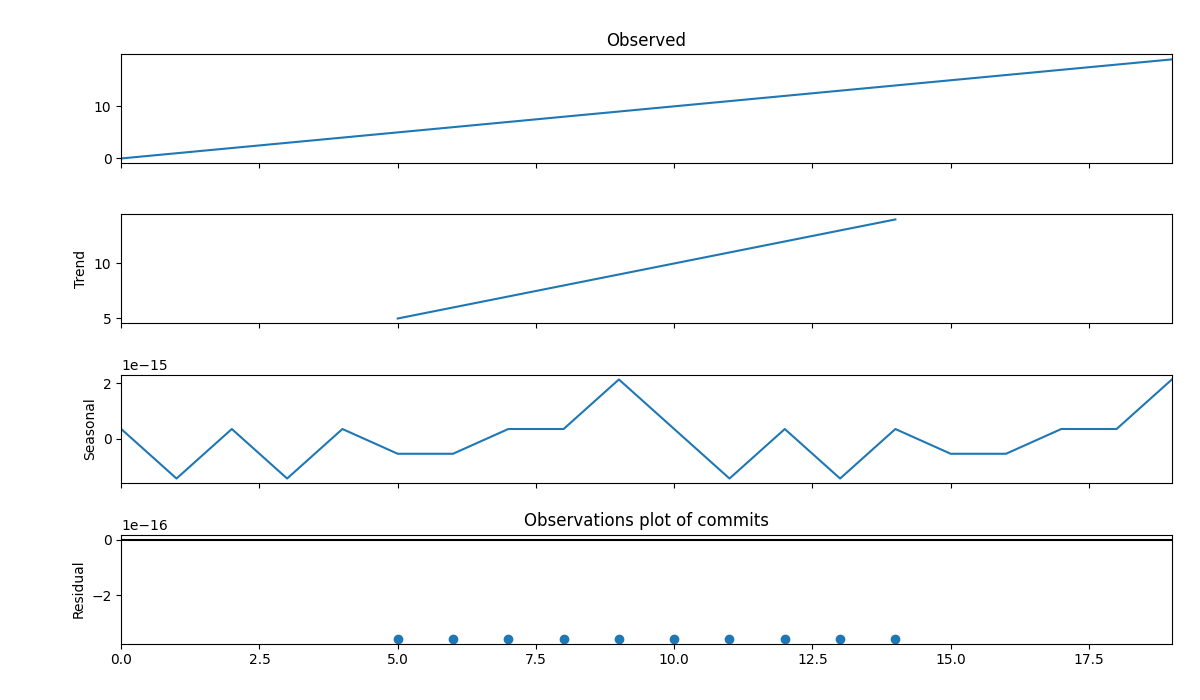 Observed
10
0
Trend
10
5
1e−15
Seasonal
2
0
Observations plot of commits
1e−16
Residual
0
−2
0.0 2.5 5.0 7.5 10.0 12.5 15.0 17.5